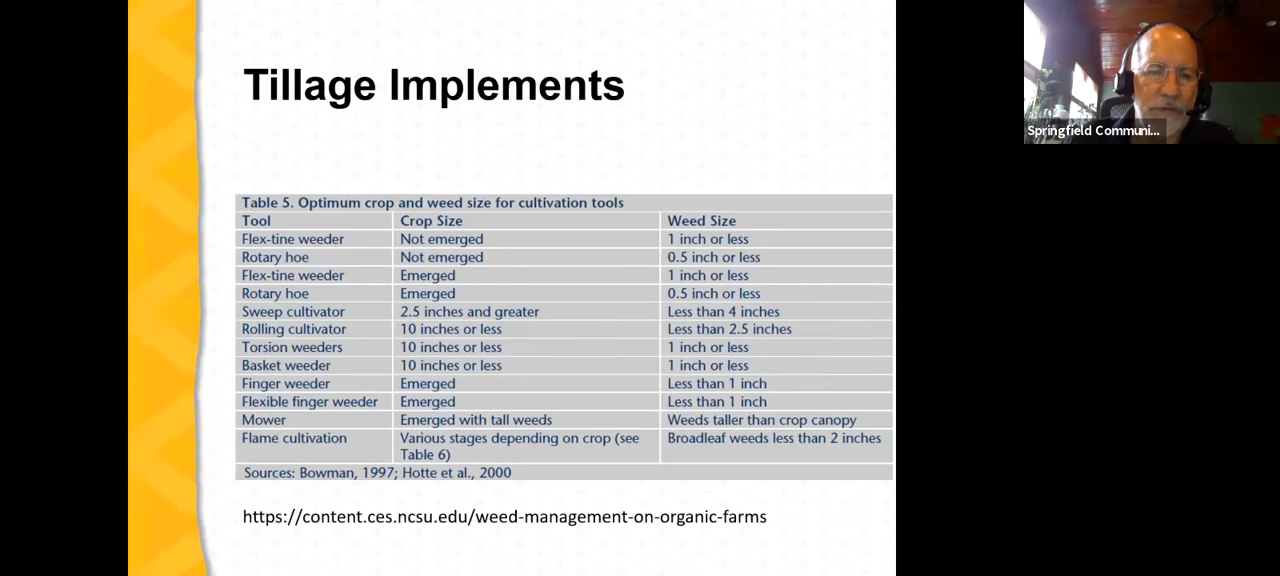 Tillage Implements
Springfield Communi...
Table 5. Optimum crop and weed size for cultivation tools
Tool Crop Size Weed Size
Flex-tine weeder Not emerged 1 inch or less
Rotary hoe Not emerged 0.5 inch or less
Flex-tine weeder Emerged 1 inch or less
Rotary hoe Emerged 0.5 inch or less
Sweep cultivator 2.5 inches and greater Less than 4 inches
Rolling cultivator 10 inches or less Less than 2.5 inches
Torsion weeders 10 inches or less 1 inch or less
Basket weeder 10 inches or less 1 inch or less
Finger weeder Emerged Less than 1 inch
Flexible finger weeder Emerged Less than 1 inch
Mower Emerged with tall weeds Weeds taller than crop canopy
Flame cultivation Various stages depending on crop (see Broadleaf weeds less than 2 inches
Table 6)
Sources: Bowman, 1997; Hotte et al., 2000
https://content.ces.ncsu.edu/weed-management-on-organic-farms